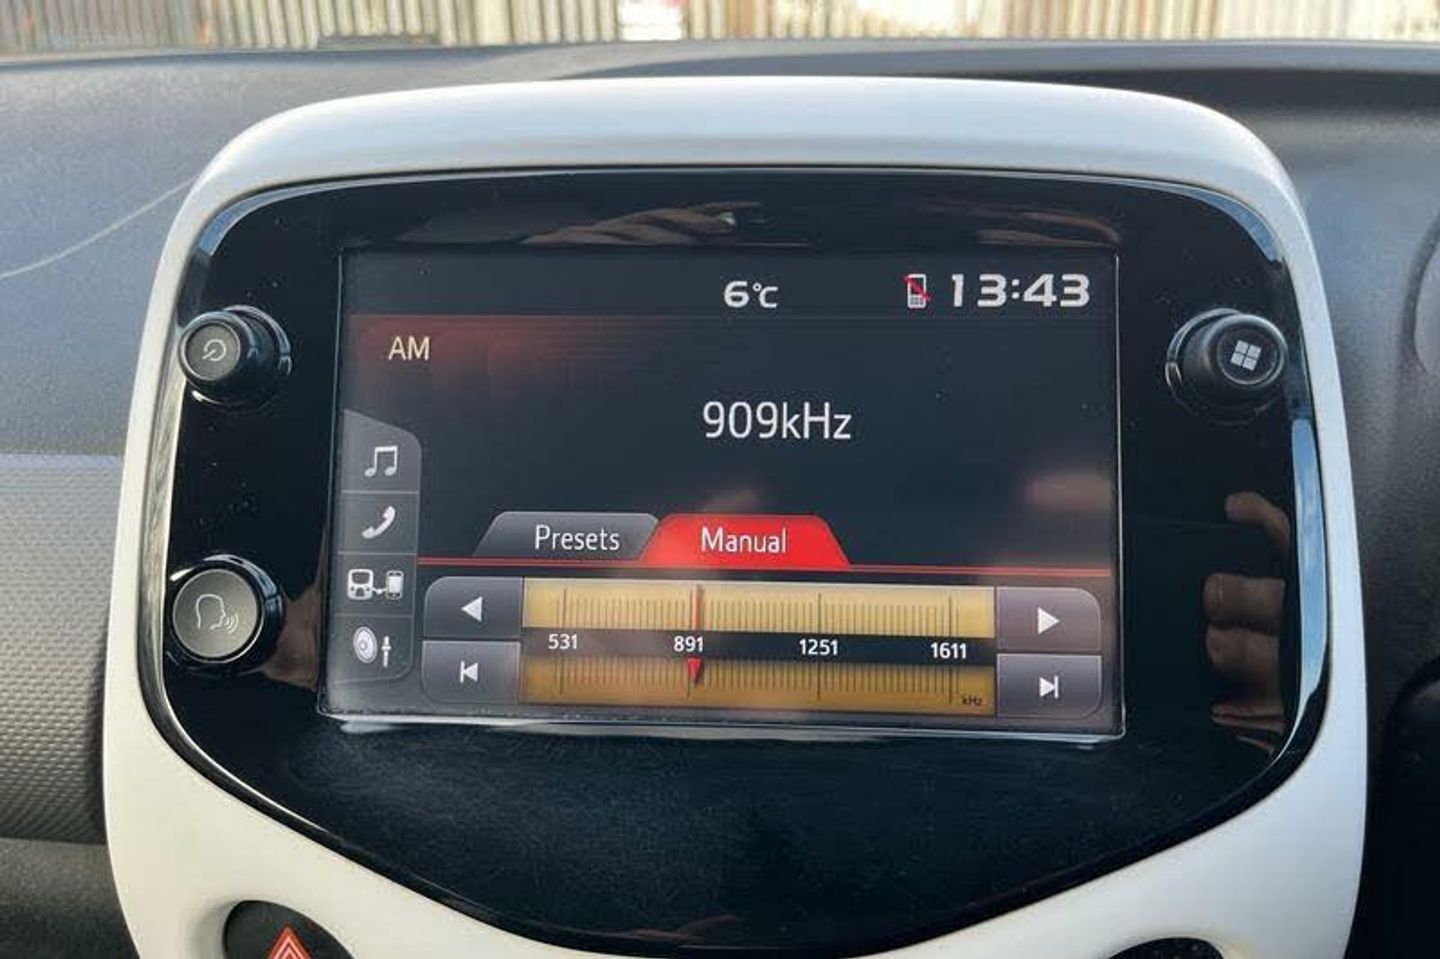 6°C 13:43
AM
909kHz
Presets Manual
531 891 1251 1611
kHz